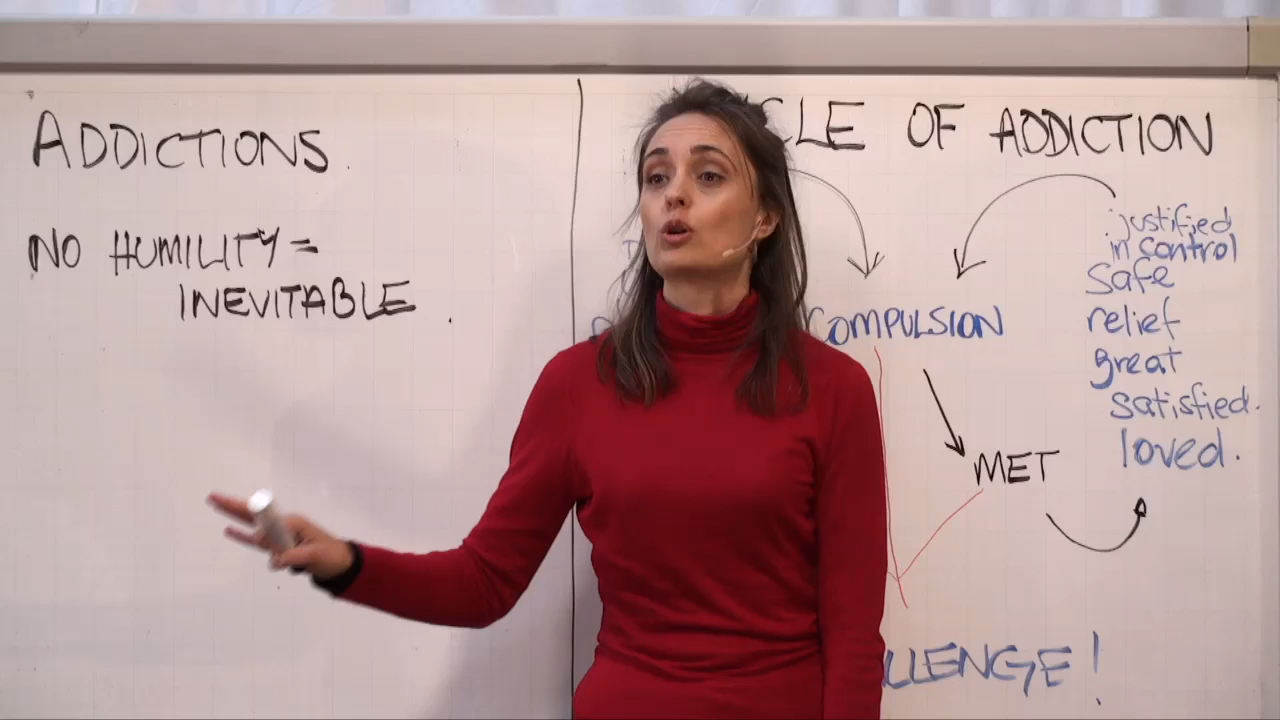 ADDICTIONS.
NO HUMILITY =
INEVITABLE.
CLE OF ADDICTION
justified
in control
safe
relief
great
satisfied.
loved.
COMPULSION
MET
LLENGE!